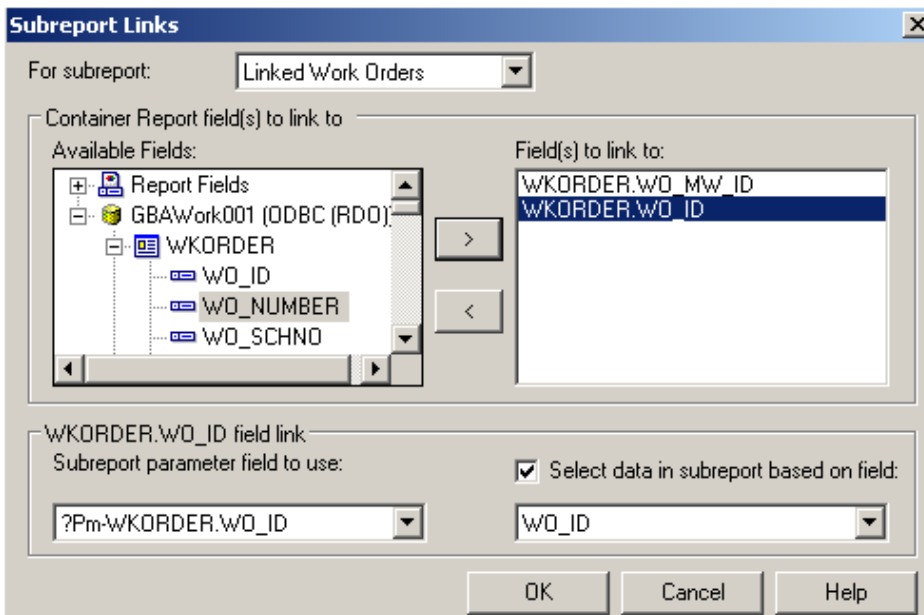 Subreport Links
For subreport: Linked Work Orders
Container Report field(s) to link to
Available Fields:
Report Fields
GBAWork001 (ODBC (RDO))
WKORDER
WO_ID
WO_NUMBER
WO_SCHNO
>
<
Field(s) to link to:
WKORDER.WO_MW_ID
WKORDER.WO_ID
WKORDER.WO_ID field link
Subreport parameter field to use:
?Pm-WKORDER.WO_ID
Select data in subreport based on field:
WO_ID
OK Cancel Help